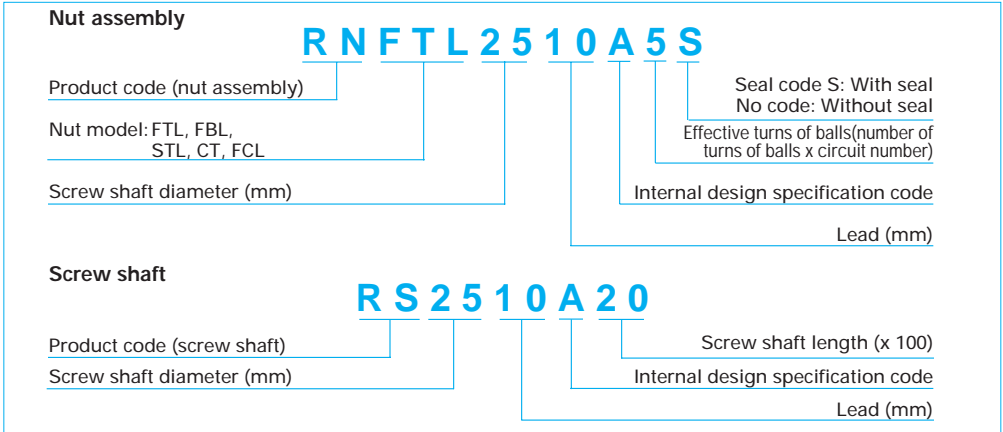 Nut assembly
RNFTL2510A5S
Product code (nut assembly)
Seal code S: With seal
No code: Without seal
Nut model: FTL, FBL,
STL, CT, FCL
Effective turns of balls(number of
turns of balls x circuit number)
Screw shaft diameter (mm)
Internal design specification code
Lead (mm)
Screw shaft
RS2510A20
Product code (screw shaft)
Screw shaft length (x 100)
Screw shaft diameter (mm)
Internal design specification code
Lead (mm)